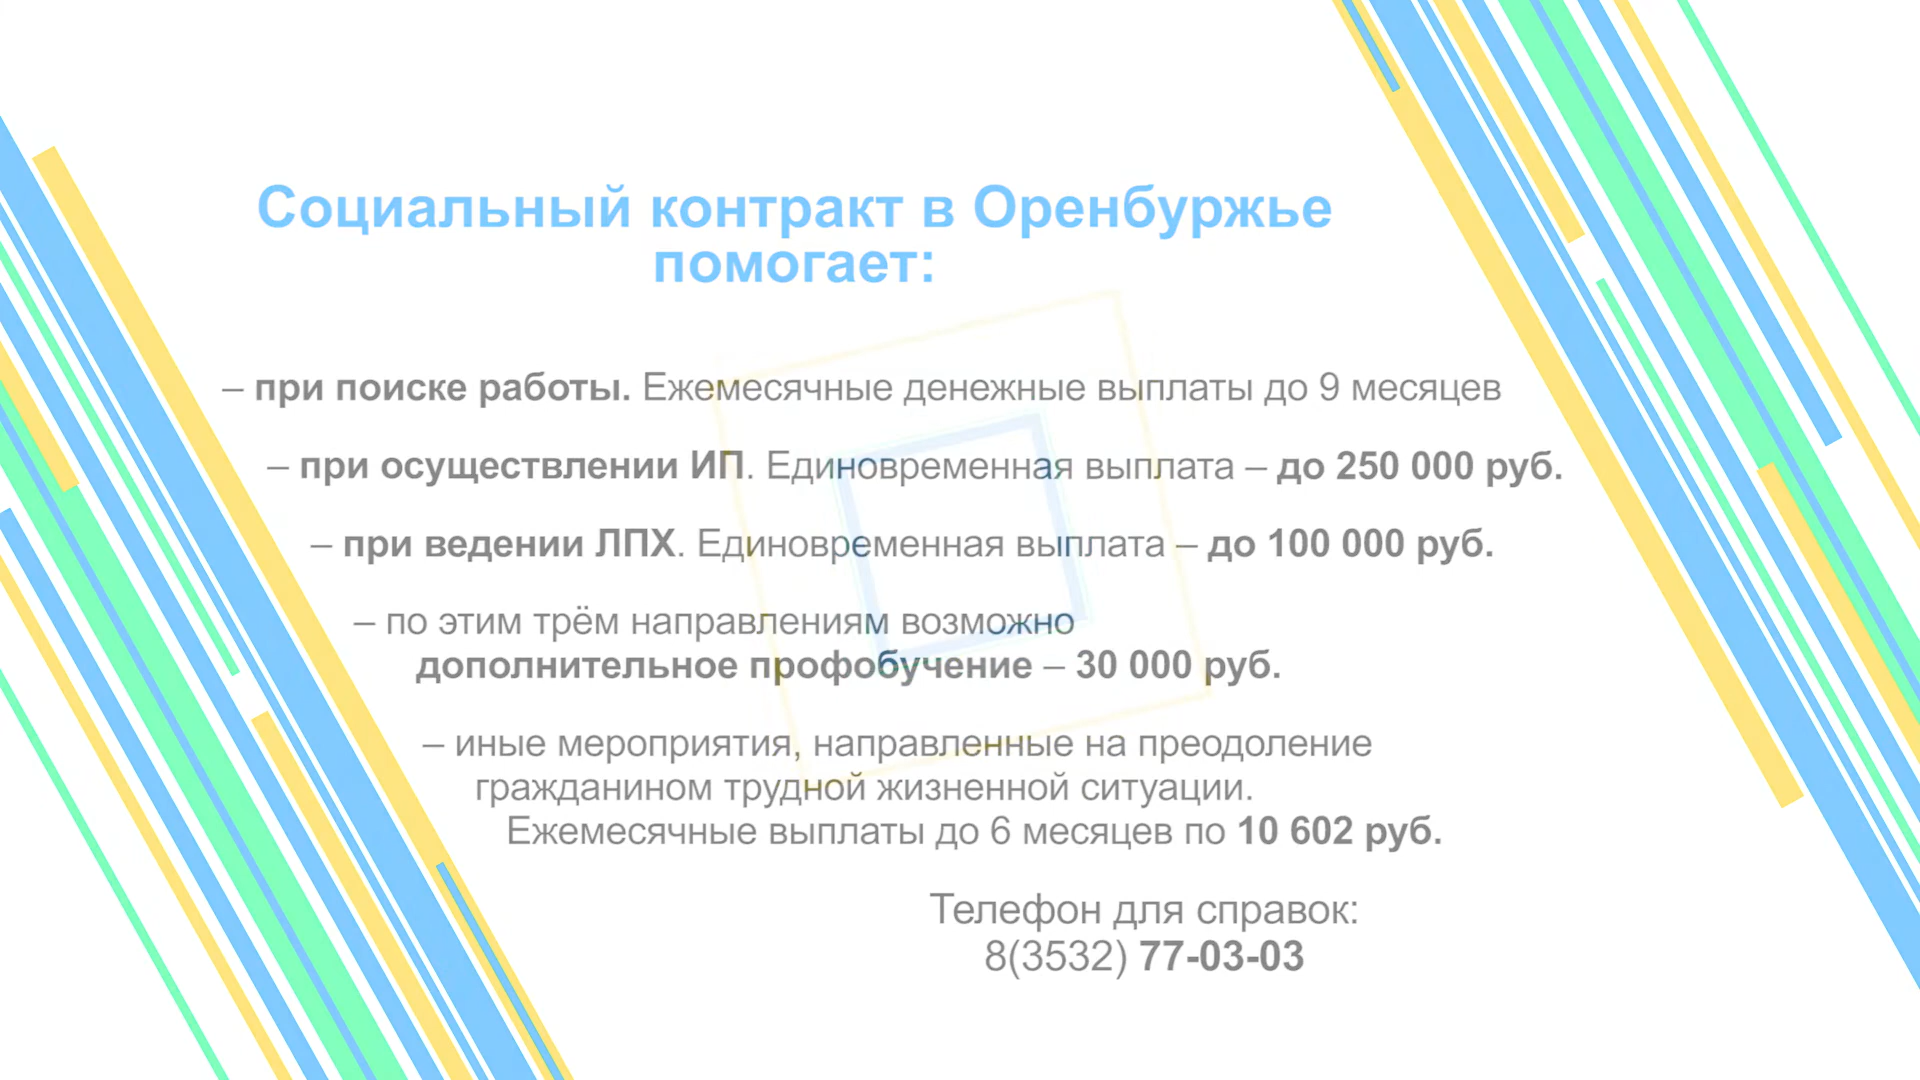 Социальный контракт в Оренбуржье
помогает:
– при поиске работы. Ежемесячные денежные выплаты до 9 месяцев
– при осуществлении ИП. Единовременная выплата – до 250 000 руб.
– при ведении ЛПХ. Единовременная выплата – до 100 000 руб.
– по этим трём направлениям возможно
дополнительное профобучение – 30 000 руб.
– иные мероприятия, направленные на преодоление
гражданином трудной жизненной ситуации.
Ежемесячные выплаты до 6 месяцев по 10 602 руб.
Телефон для справок:
8(3532) 77-03-03